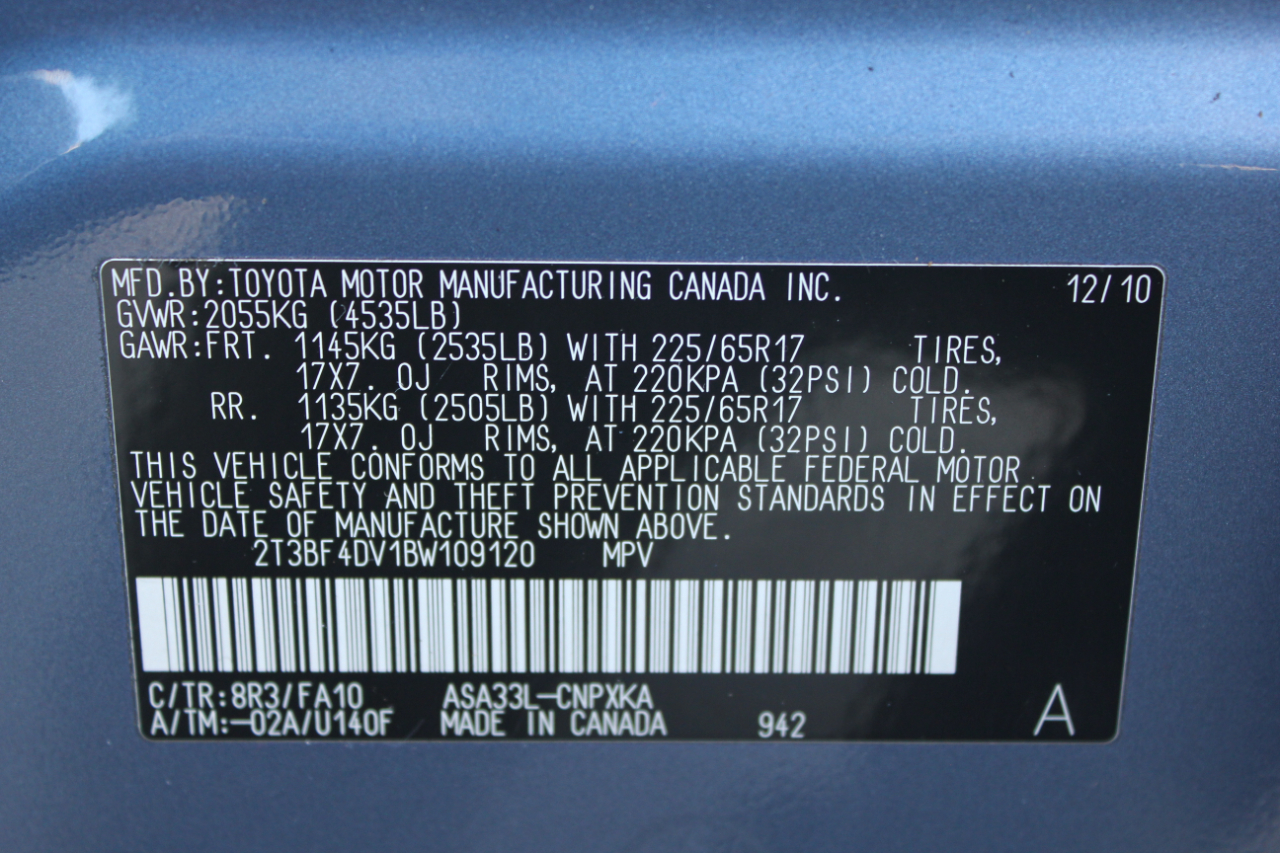 MFD.BY:TOYOTA MOTOR MANUFACTURING CANADA INC. 12/10
GVWR:2055KG (4535LB)
GAWR:FRT. 1145KG (2535LB) WITH 225/65R17 TIRES,
17X7. 0J RIMS, AT 220KPA (32PSI) COLD.
RR. 1135KG (2505LB) WITH 225/65R17 TIRES,
17X7. 0J RIMS, AT 220KPA (32PSI) COLD.
THIS VEHICLE CONFORMS TO ALL APPLICABLE FEDERAL MOTOR
VEHICLE SAFETY AND THEFT PREVENTION STANDARDS IN EFFECT ON
THE DATE OF MANUFACTURE SHOWN ABOVE.
2T3BF4DV1BW109120 MPV
C/TR:8R3/FA10 ASA33L-CNPXKA
A/TM:-02A/U140F MADE IN CANADA 942 A